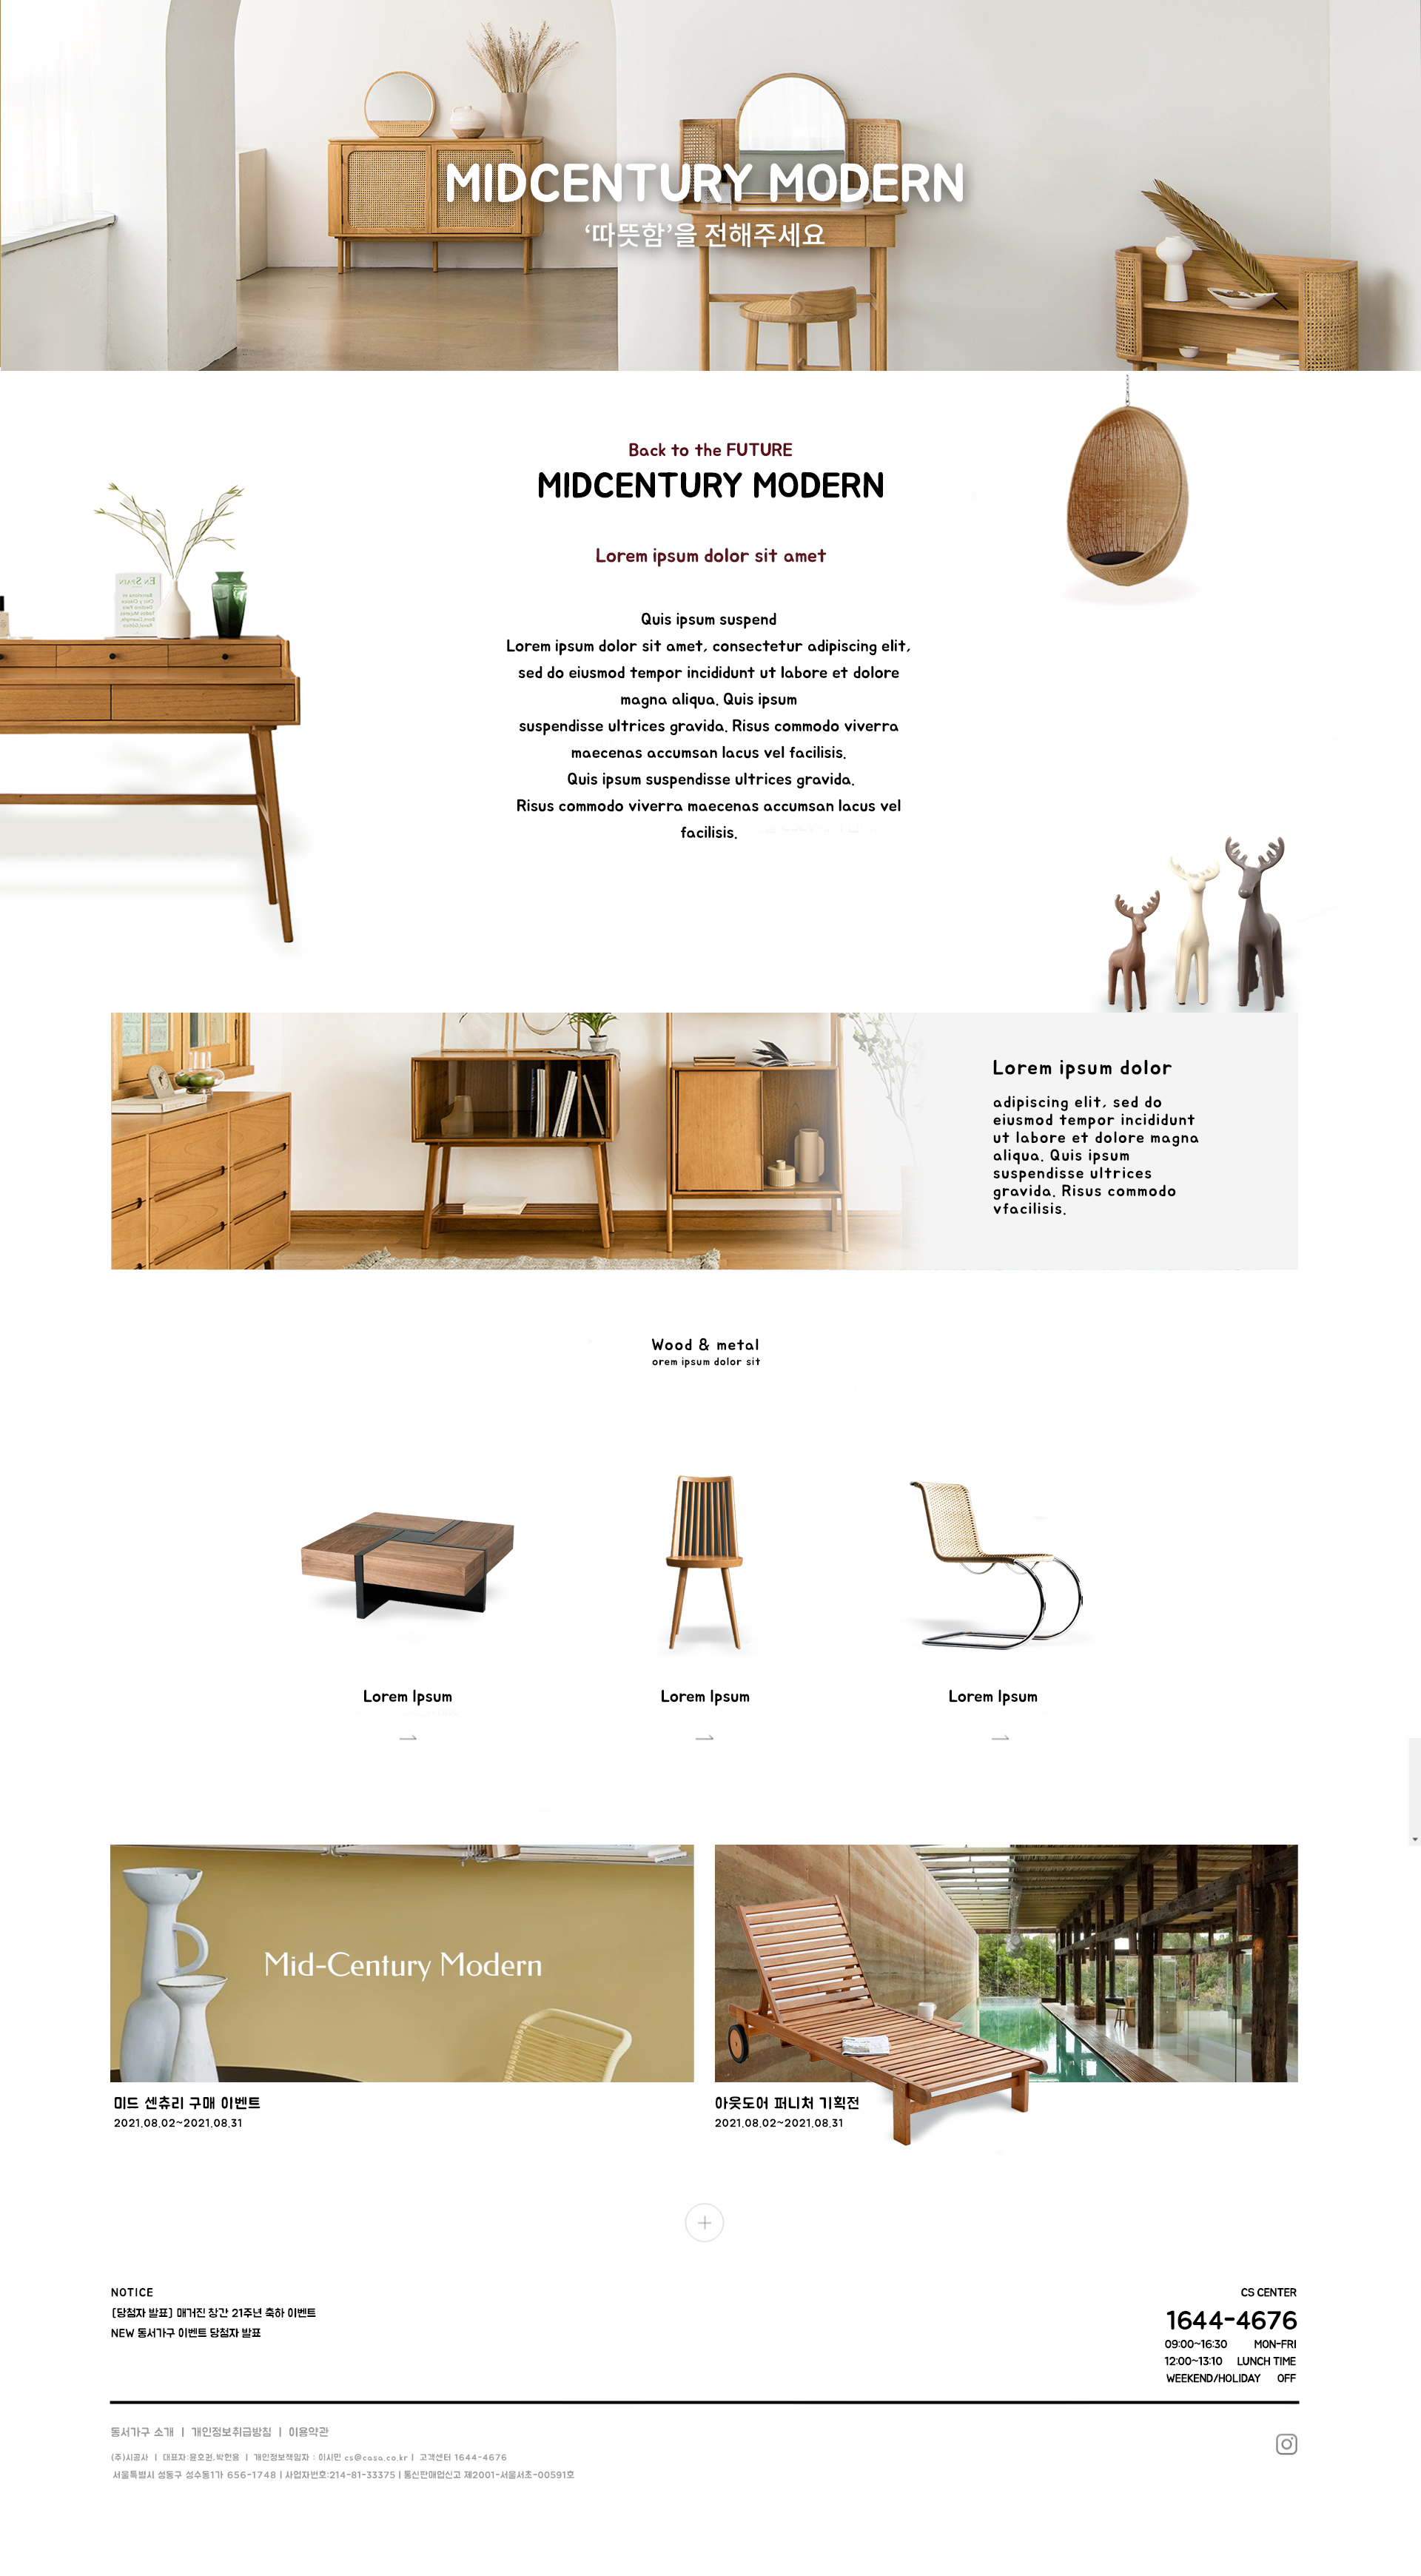 MIDCENTURY MODERN
‘따뜻함’을 전해주세요
Back to the FUTURE
MIDCENTURY MODERN
Lorem ipsum dolor sit amet
Quis ipsum suspend
Lorem ipsum dolor sit amet, consectetur adipiscing elit,
sed do eiusmod tempor incididunt ut labore et dolore
magna aliqua. Quis ipsum
suspendisse ultrices gravida. Risus commodo viverra
maecenas accumsan lacus vel facilisis.
Quis ipsum suspendisse ultrices gravida.
Risus commodo viverra maecenas accumsan lacus vel
facilisis.
EN SPAIN
Lorem ipsum dolor
adipiscing elit, sed do
eiusmod tempor incididunt
ut labore et dolore magna
aliqua. Quis ipsum
suspendisse ultrices
gravida. Risus commodo
vfacilisis.
Wood & metal
orem ipsum dolor sit
Lorem Ipsum
Lorem Ipsum
Lorem Ipsum
Mid-Century Modern
미드 센츄리 구매 이벤트
2021.08.02~2021.08.31
아웃도어 퍼니처 기획전
2021.08.02~2021.08.31
NOTICE
[당첨자 발표] 매거진 창간 21주년 축하 이벤트
NEW 동서가구 이벤트 당첨자 발표
CS CENTER
1644-4676
09:00~16:30 MON-FRI
12:00~13:10 LUNCH TIME
WEEKEND/HOLIDAY OFF
동서가구 소개 | 개인정보취급방침 | 이용약관
(주)시공사 | 대표자:윤호권,박헌용 | 개인정보책임자 : 이시민 cs@casa.co.kr | 고객센터 1644-4676
서울특별시 성동구 성수동1가 656-1748 | 사업자번호:214-81-33375 | 통신판매업신고 제2001-서울서초-00591호